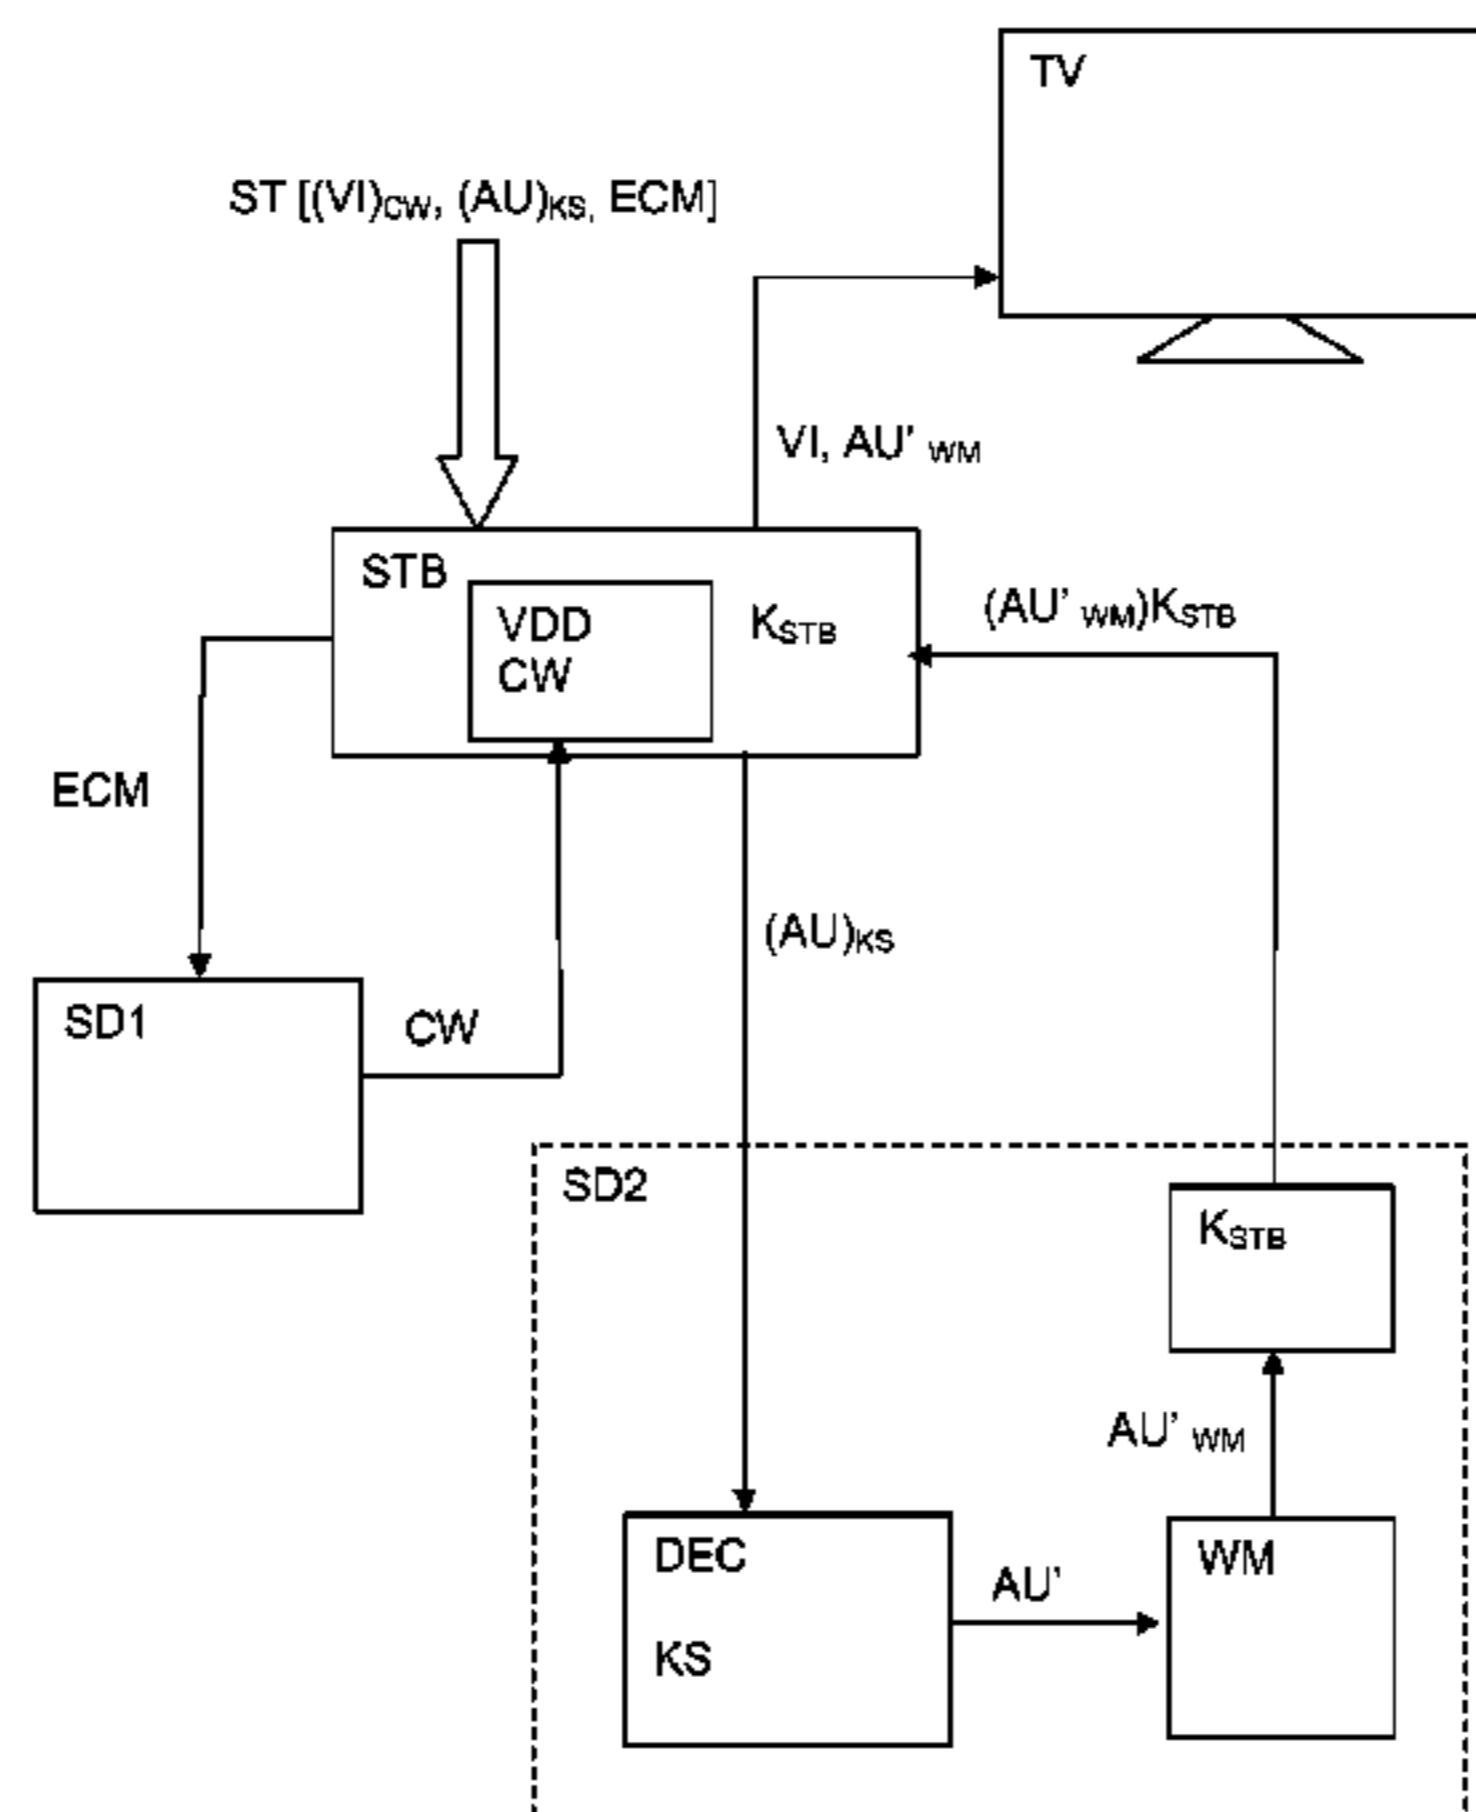 TV
ST [(VI)CW, (AU)KS, ECM]
VI, AU' WM
STB
VDD
CW
KSTB
(AU' WM)KSTB
ECM
(AU)KS
SD1
CW
SD2
KSTB
AU' WM
DEC
KS
AU'
WM